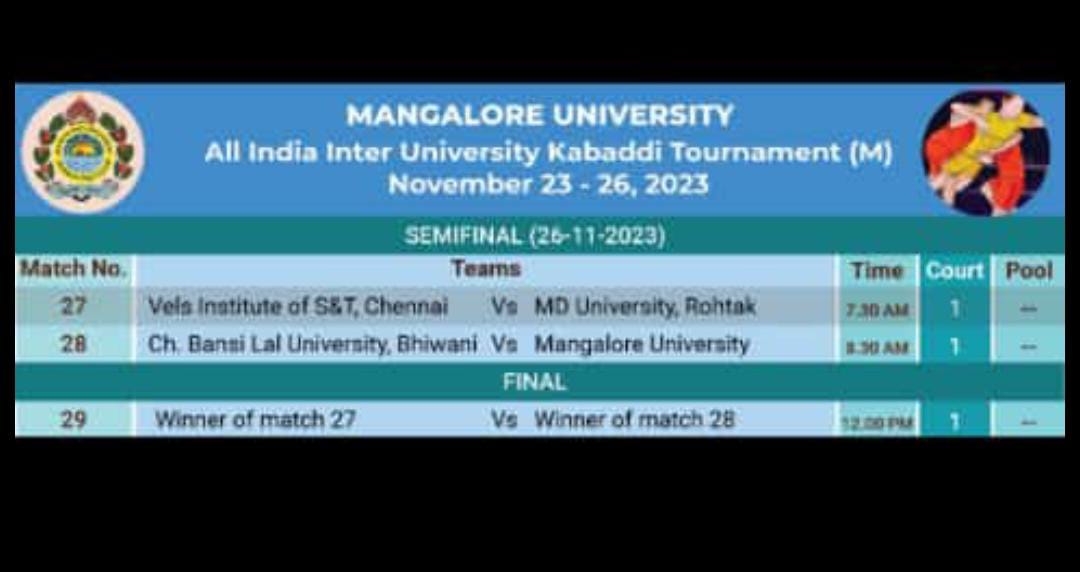 MANGALORE UNIVERSITY
All India Inter University Kabaddi Tournament (M)
November 23 - 26, 2023
SEMIFINAL (26-11-2023)
Match No. Teams Time Court Pool
27 Vels Institute of S&T, Chennai Vs MD University, Rohtak 7.30 AM 1 --
28 Ch. Bansi Lal University, Bhiwani Vs Mangalore University 8.30 AM 1 --
FINAL
29 Winner of match 27 Vs Winner of match 28 12.00 PM 1 --